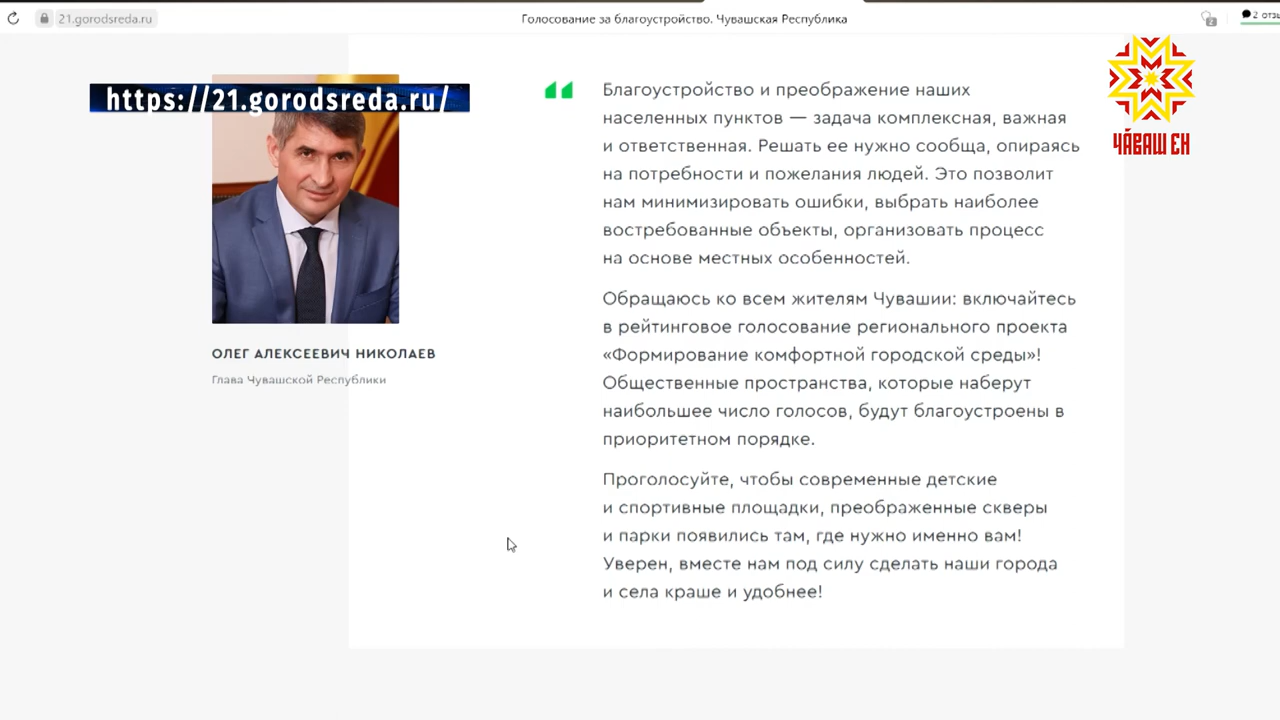 21.gorodsreda.ru
Голосование за благоустройство. Чувашская Республика
2
2 отзы
https://21.gorodsreda.ru/
ЧӐВАШ ЕН
ОЛЕГ АЛЕКСЕЕВИЧ НИКОЛАЕВ
Глава Чувашской Республики
Благоустройство и преображение наших
населенных пунктов — задача комплексная, важная
и ответственная. Решать ее нужно сообща, опираясь
на потребности и пожелания людей. Это позволит
нам минимизировать ошибки, выбрать наиболее
востребованные объекты, организовать процесс
на основе местных особенностей.
Обращаюсь ко всем жителям Чувашии: включайтесь
в рейтинговое голосование регионального проекта
«Формирование комфортной городской среды»!
Общественные пространства, которые наберут
наибольшее число голосов, будут благоустроены в
приоритетном порядке.
Проголосуйте, чтобы современные детские
и спортивные площадки, преображенные скверы
и парки появились там, где нужно именно вам!
Уверен, вместе нам под силу сделать наши города
и села краше и удобнее!